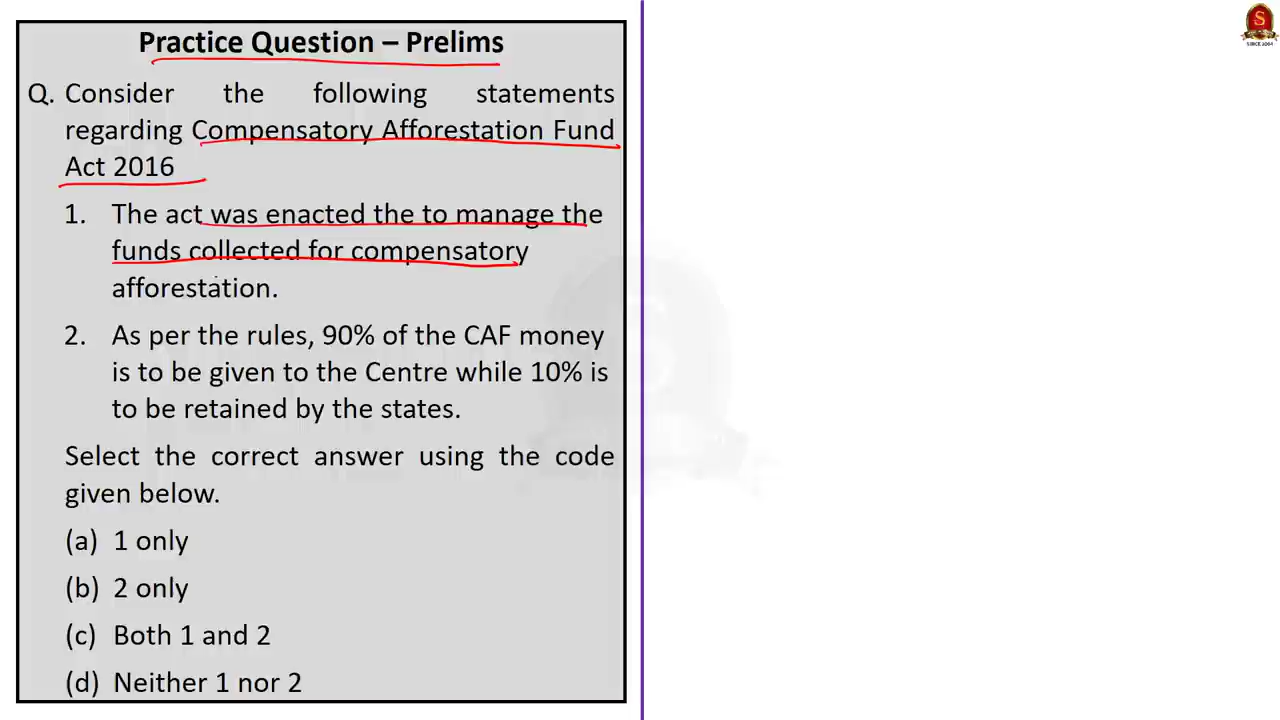 Practice Question – Prelims
Q. Consider the following statements
regarding Compensatory Afforestation Fund
Act 2016
1. The act was enacted the to manage the
funds collected for compensatory
afforestation.
2. As per the rules, 90% of the CAF money
is to be given to the Centre while 10% is
to be retained by the states.
Select the correct answer using the code
given below.
(a) 1 only
(b) 2 only
(c) Both 1 and 2
(d) Neither 1 nor 2
S
SINCE 2004